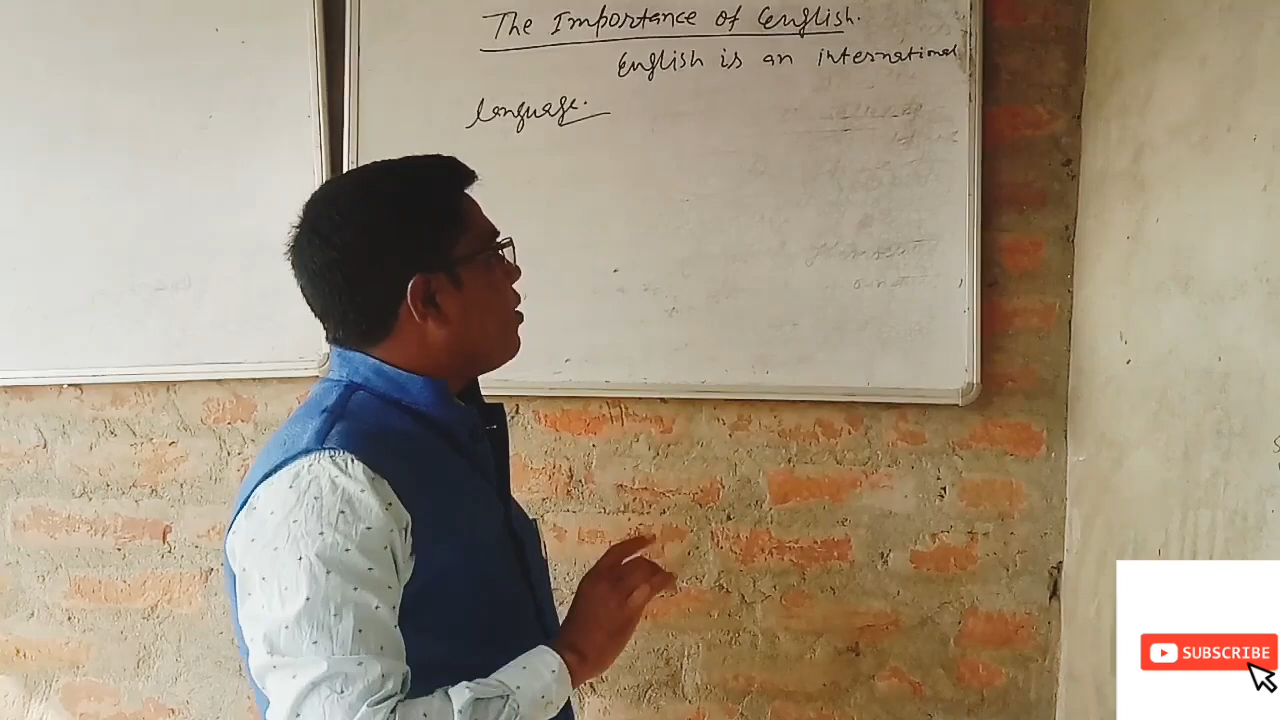 The Importance of English.
English is an international
language.
SUBSCRIBE